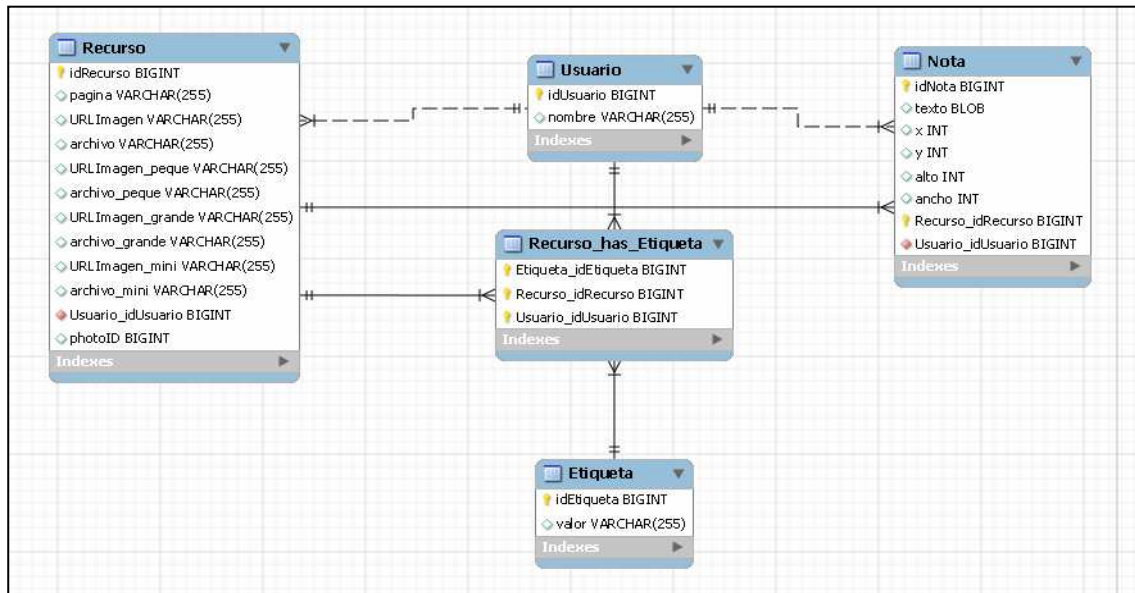 Recurso
idRecurso BIGINT
pagina VARCHAR(255)
URLImagen VARCHAR(255)
archivo VARCHAR(255)
URLImagen_peque VARCHAR(255)
archivo_peque VARCHAR(255)
URLImagen_grande VARCHAR(255)
archivo_grande VARCHAR(255)
URLImagen_mini VARCHAR(255)
archivo_mini VARCHAR(255)
Usuario_idUsuario BIGINT
photoID BIGINT
Indexes
Usuario
idUsuario BIGINT
nombre VARCHAR(255)
Indexes
Nota
idNota BIGINT
texto BLOB
x INT
y INT
alto INT
ancho INT
Recurso_idRecurso BIGINT
Usuario_idUsuario BIGINT
Indexes
Recurso_has_Etiqueta
Etiqueta_idEtiqueta BIGINT
Recurso_idRecurso BIGINT
Usuario_idUsuario BIGINT
Indexes
Etiqueta
idEtiqueta BIGINT
valor VARCHAR(255)
Indexes